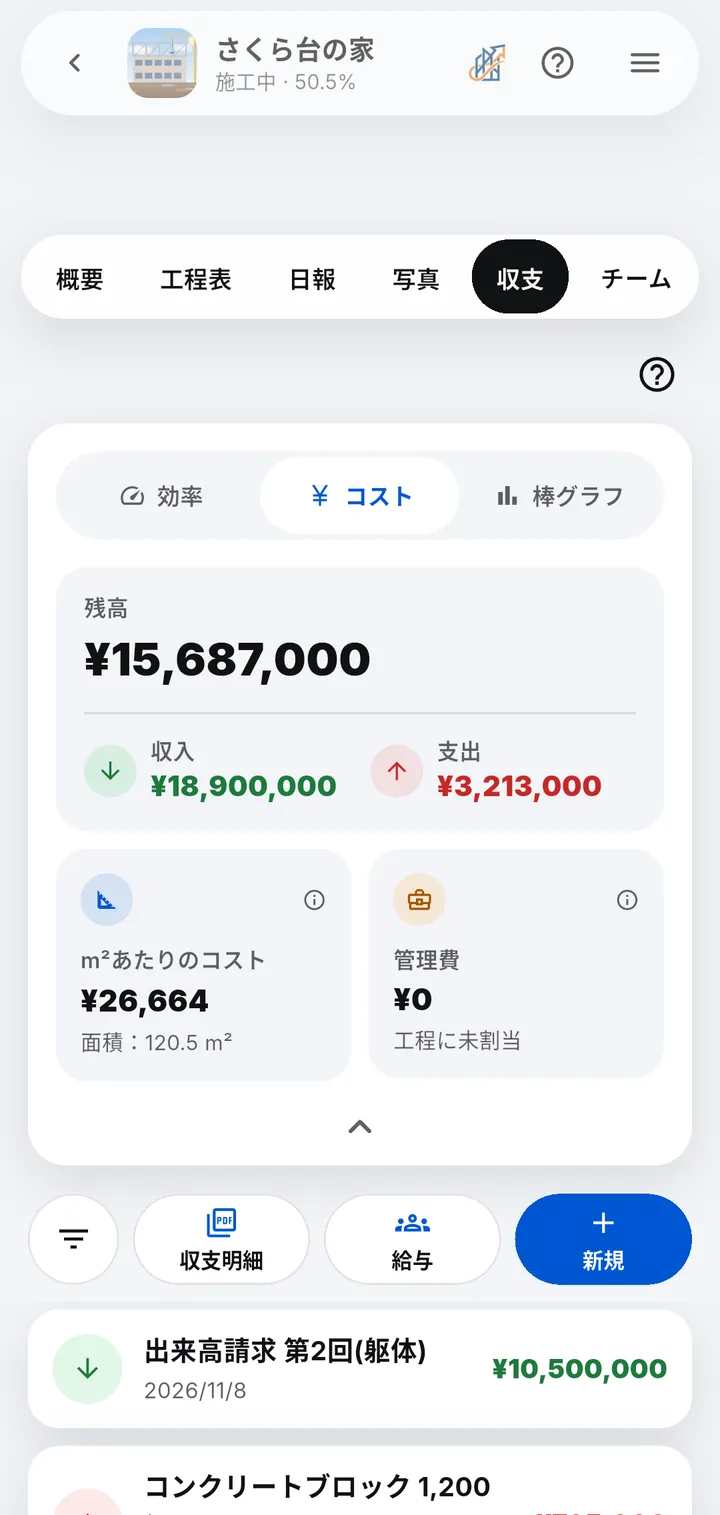 さくら台の家
施工中 · 50.5%
概要
工程表
日報
写真
収支
チーム
効率
¥ コスト
棒グラフ
残高
¥15,687,000
収入
¥18,900,000
支出
¥3,213,000
m²あたりのコスト
¥26,664
面積：120.5 m²
管理費
¥0
工程に未割当
PDF
収支明細
給与
新規
出来高請求 第2回(躯体)
2026/11/8
¥10,500,000
コンクリートブロック 1,200